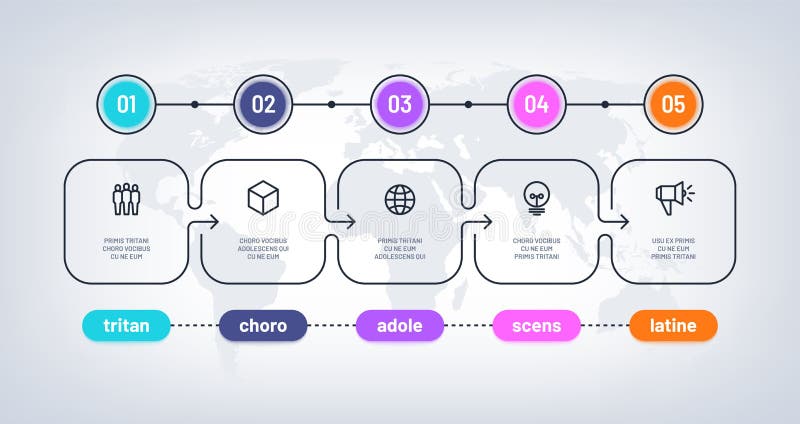 01
02
03
04
05
PRIMIS TRITANI
CHORO VOCIBUS
CU NE EUM
CHORO VOCIBUS
ADOLESCENS QUI
CU NE EUM
PRIMIS TRITANI
CU NE EUM
ADOLESCENS QUI
CHORO VOCIBUS
CU NE EUM
PRIMIS TRITANI
USU EX PRIMIS
CU NE EUM
PRIMIS TRITANI
tritan
choro
adole
scens
latine